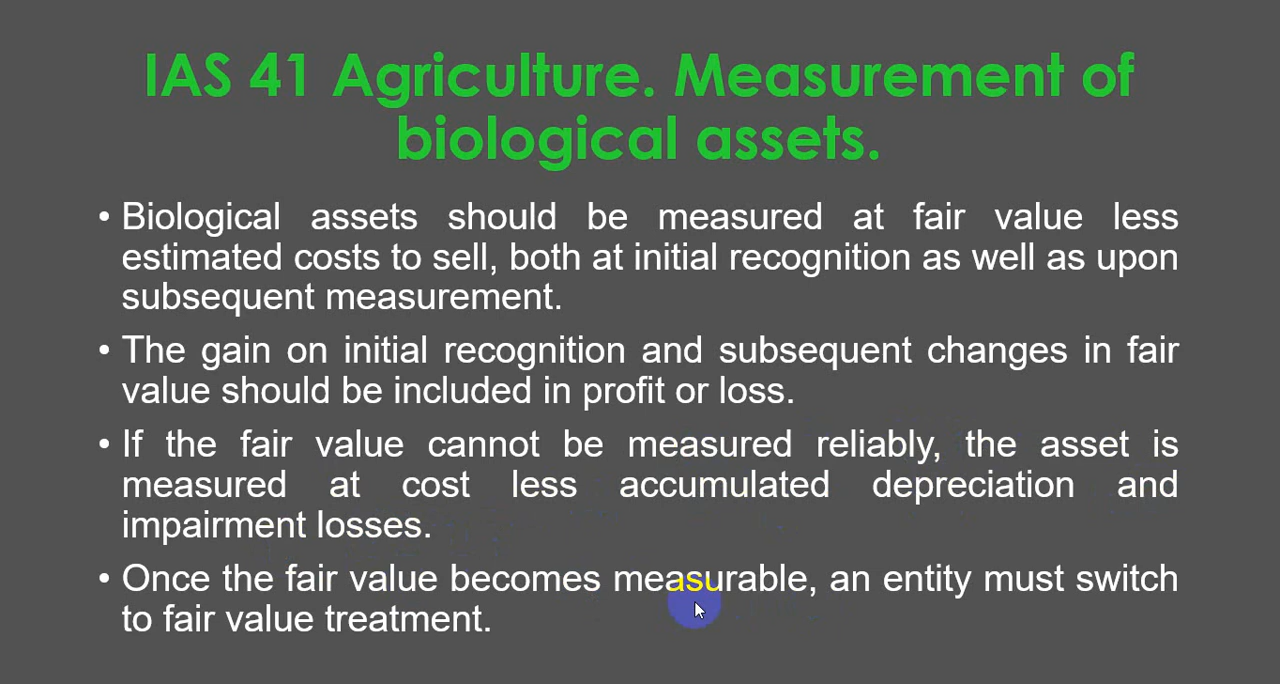 IAS 41 Agriculture. Measurement of
biological assets.
• Biological assets should be measured at fair value less
estimated costs to sell, both at initial recognition as well as upon
subsequent measurement.
• The gain on initial recognition and subsequent changes in fair
value should be included in profit or loss.
• If the fair value cannot be measured reliably, the asset is
measured at cost less accumulated depreciation and
impairment losses.
• Once the fair value becomes measurable, an entity must switch
to fair value treatment.